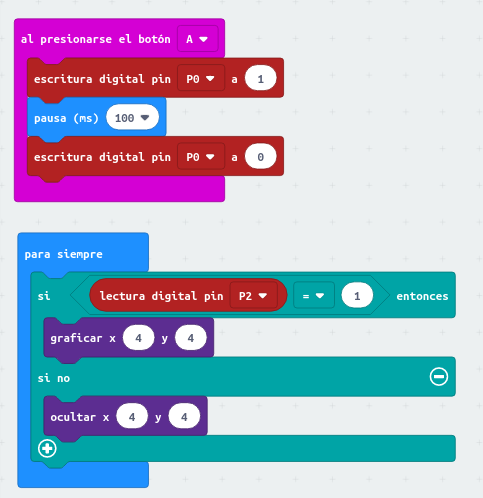 al presionarse el botón A
escritura digital pin P0 a 1
pausa (ms) 100
escritura digital pin P0 a 0
para siempre
si lectura digital pin P2 = 1 entonces
graficar x 4 y 4
si no
ocultar x 4 y 4